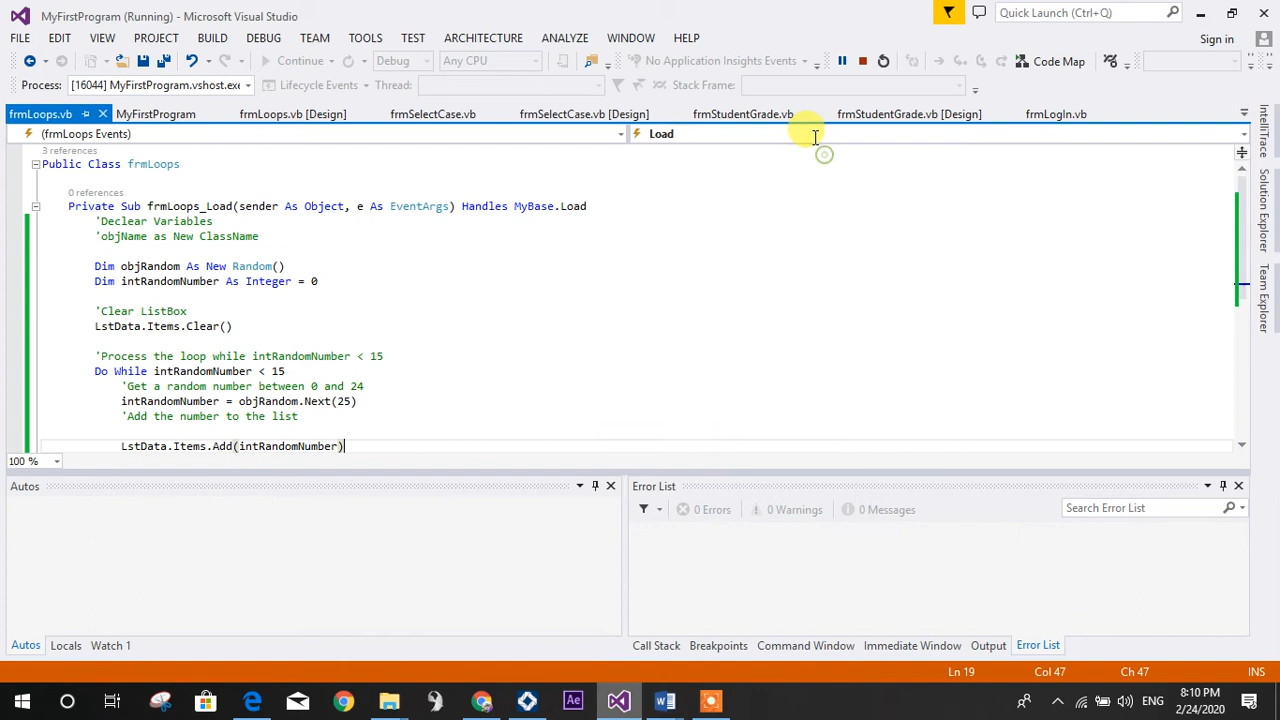 MyFirstProgram (Running) - Microsoft Visual Studio
Quick Launch (Ctrl+Q)
FILE EDIT VIEW PROJECT BUILD DEBUG TEAM TOOLS TEST ARCHITECTURE ANALYZE WINDOW HELP
Sign in
Continue Debug Any CPU No Application Insights Events Code Map
Process: [16044] MyFirstProgram.vshost.exe Lifecycle Events Thread: Stack Frame:
frmLoops.vb MyFirstProgram frmLoops.vb [Design] frmSelectCase.vb frmSelectCase.vb [Design] frmStudentGrade.vb frmStudentGrade.vb [Design] frmLogIn.vb
(frmLoops Events) Load
3 references
Public Class frmLoops
0 references
Private Sub frmLoops_Load(sender As Object, e As EventArgs) Handles MyBase.Load
'Declear Variables
'objName as New ClassName
Dim objRandom As New Random()
Dim intRandomNumber As Integer = 0
'Clear ListBox
LstData.Items.Clear()
'Process the loop while intRandomNumber < 15
Do While intRandomNumber < 15
'Get a random number between 0 and 24
intRandomNumber = objRandom.Next(25)
'Add the number to the list
LstData.Items.Add(intRandomNumber)
100 %
IntelliTrace
Solution Explorer
Team Explorer
Autos
Error List
0 Errors 0 Warnings 0 Messages Search Error List
Autos Locals Watch 1
Call Stack Breakpoints Command Window Immediate Window Output Error List
Ln 19 Col 47 Ch 47 INS
Ae
ENG
8:10 PM
2/24/2020